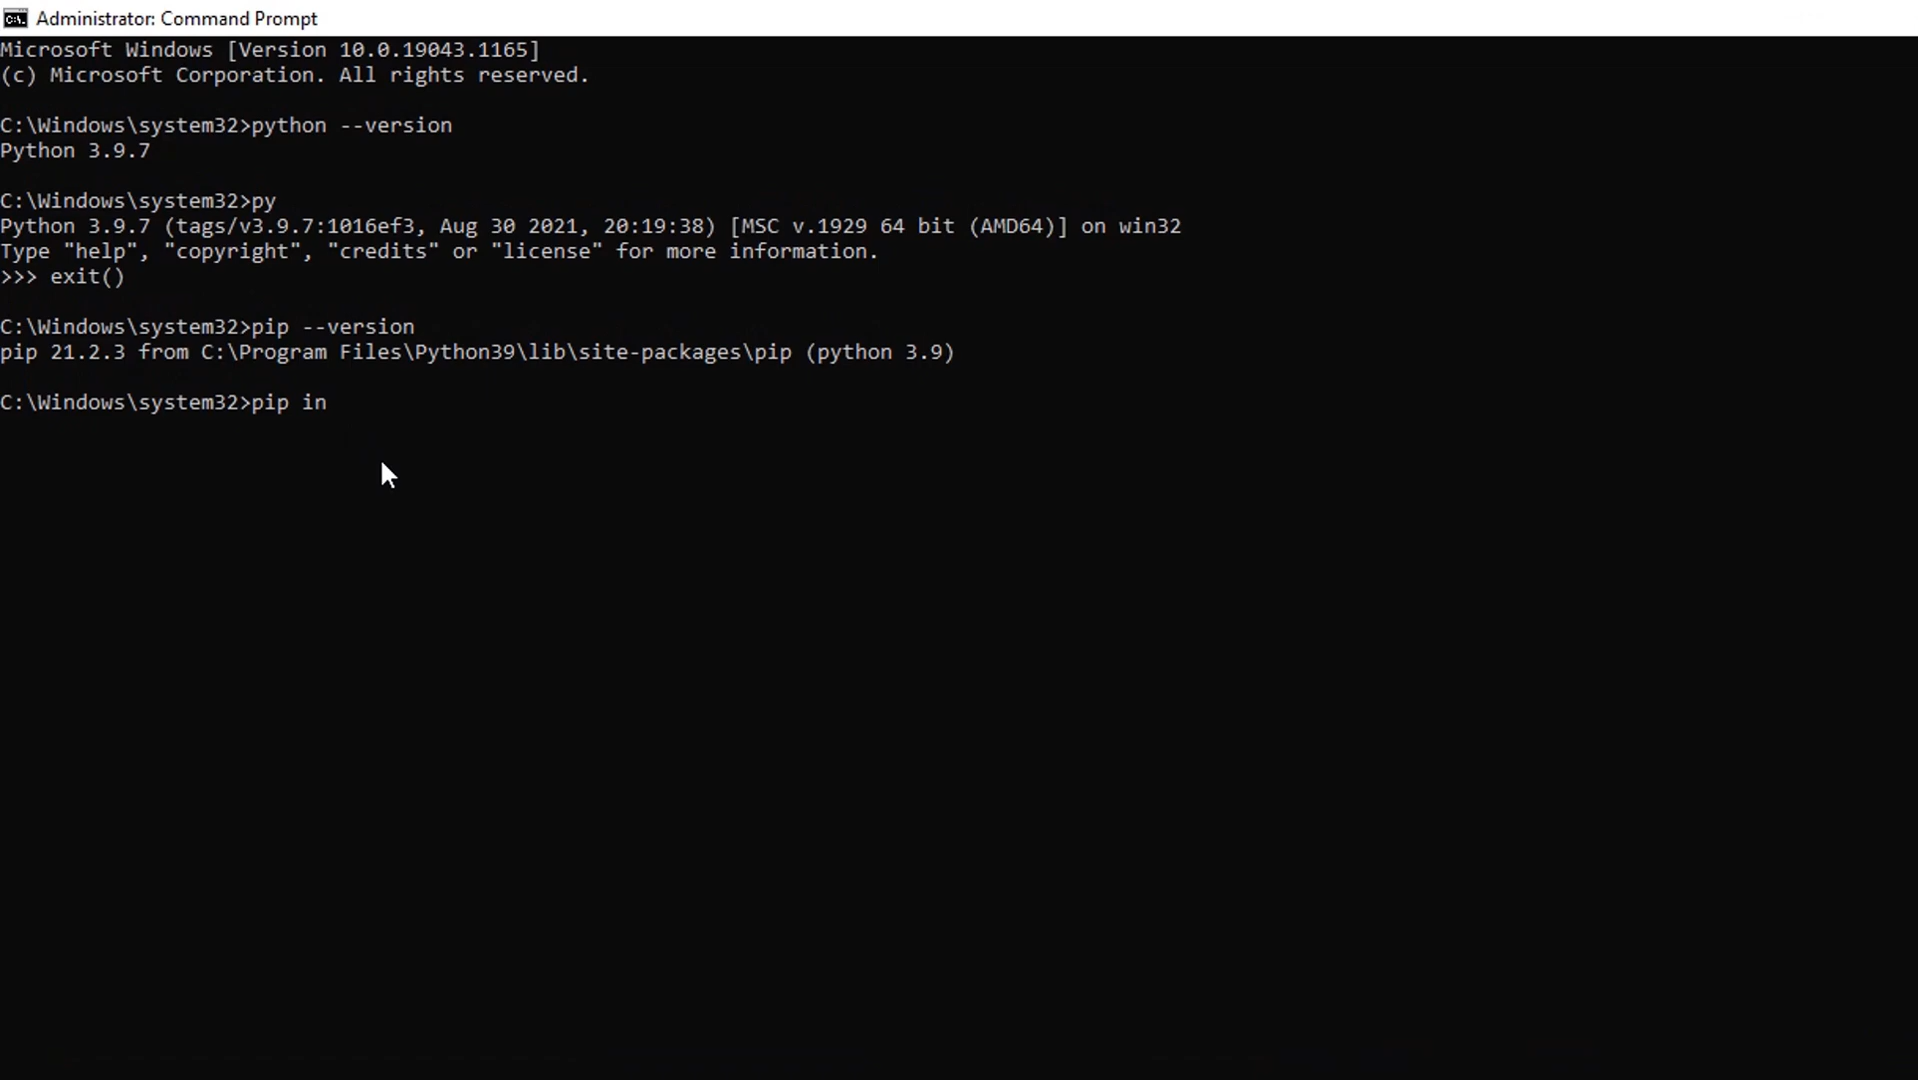 Administrator: Command Prompt
Microsoft Windows [Version 10.0.19043.1165]
(c) Microsoft Corporation. All rights reserved.
C:\Windows\system32>python --version
Python 3.9.7
C:\Windows\system32>py
Python 3.9.7 (tags/v3.9.7:1016ef3, Aug 30 2021, 20:19:38) [MSC v.1929 64 bit (AMD64)] on win32
Type "help", "copyright", "credits" or "license" for more information.
>>> exit()
C:\Windows\system32>pip --version
pip 21.2.3 from C:\Program Files\Python39\lib\site-packages\pip (python 3.9)
C:\Windows\system32>pip in